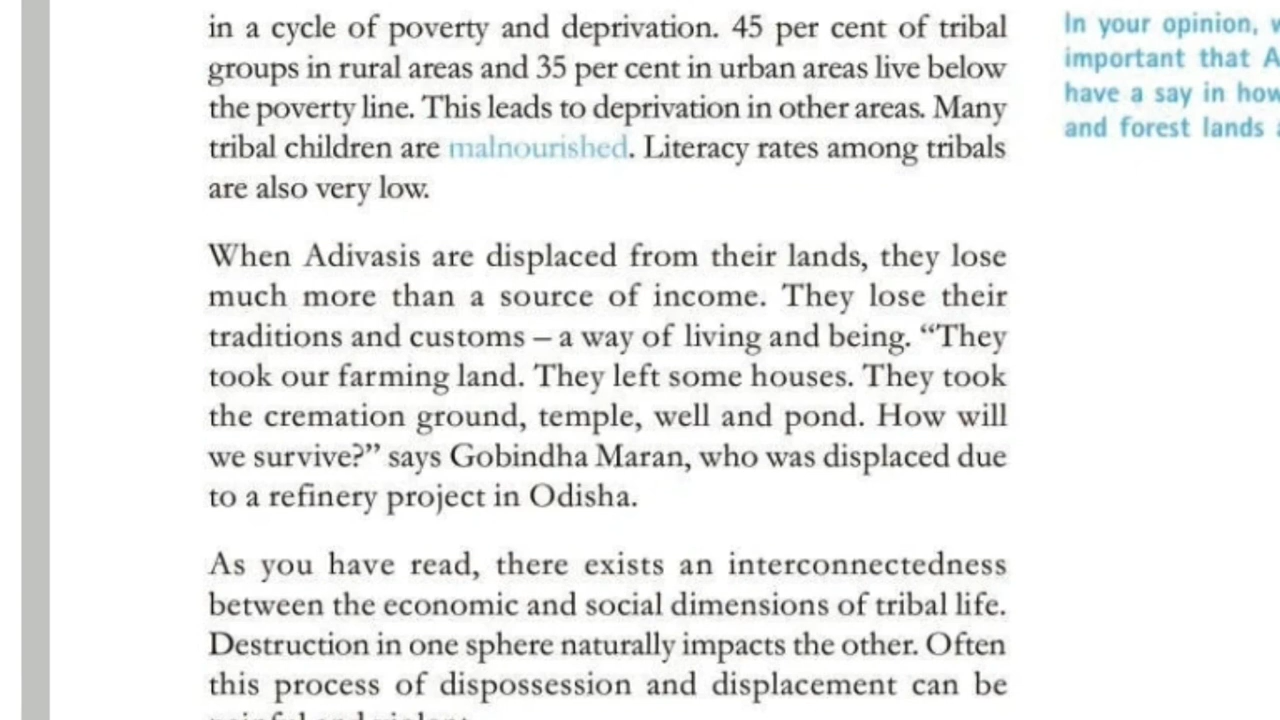 in a cycle of poverty and deprivation. 45 per cent of tribal
groups in rural areas and 35 per cent in urban areas live below
the poverty line. This leads to deprivation in other areas. Many
tribal children are malnourished. Literacy rates among tribals
are also very low.
When Adivasis are displaced from their lands, they lose
much more than a source of income. They lose their
traditions and customs – a way of living and being. “They
took our farming land. They left some houses. They took
the cremation ground, temple, well and pond. How will
we survive?” says Gobindha Maran, who was displaced due
to a refinery project in Odisha.
As you have read, there exists an interconnectedness
between the economic and social dimensions of tribal life.
Destruction in one sphere naturally impacts the other. Often
this process of dispossession and displacement can be
In your opinion,
important that
have a say in how
and forest lands